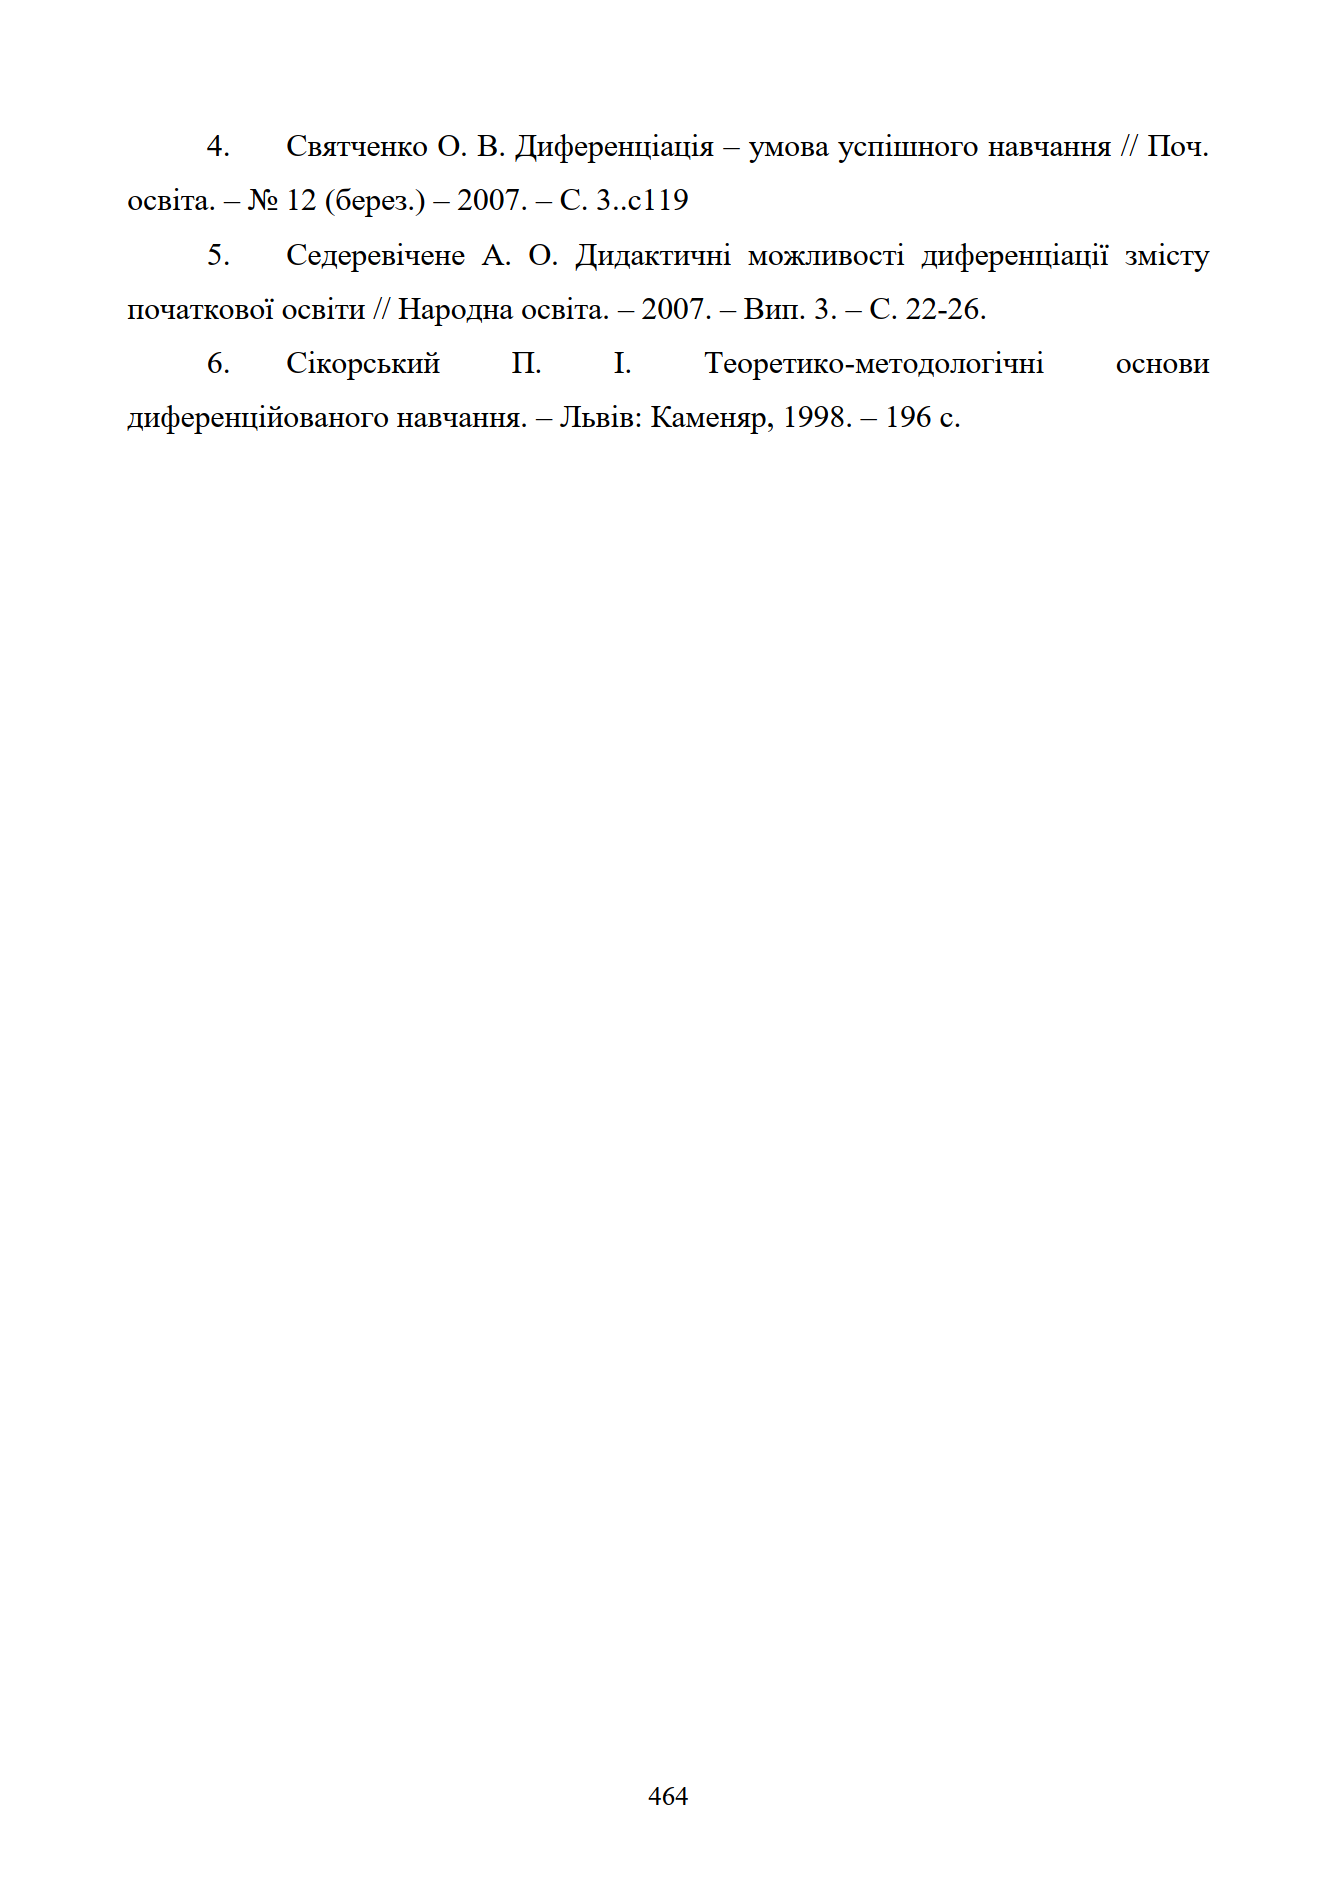 4. Святченко О. В. Диференціація – умова успішного навчання // Поч.
освіта. – № 12 (берез.) – 2007. – С. 3..с119
5. Седеревічене А. О. Дидактичні можливості диференціації змісту
початкової освіти // Народна освіта. – 2007. – Вип. 3. – С. 22-26.
6. Сікорський П. І. Теоретико-методологічні основи
диференційованого навчання. – Львів: Каменяр, 1998. – 196 с.
464